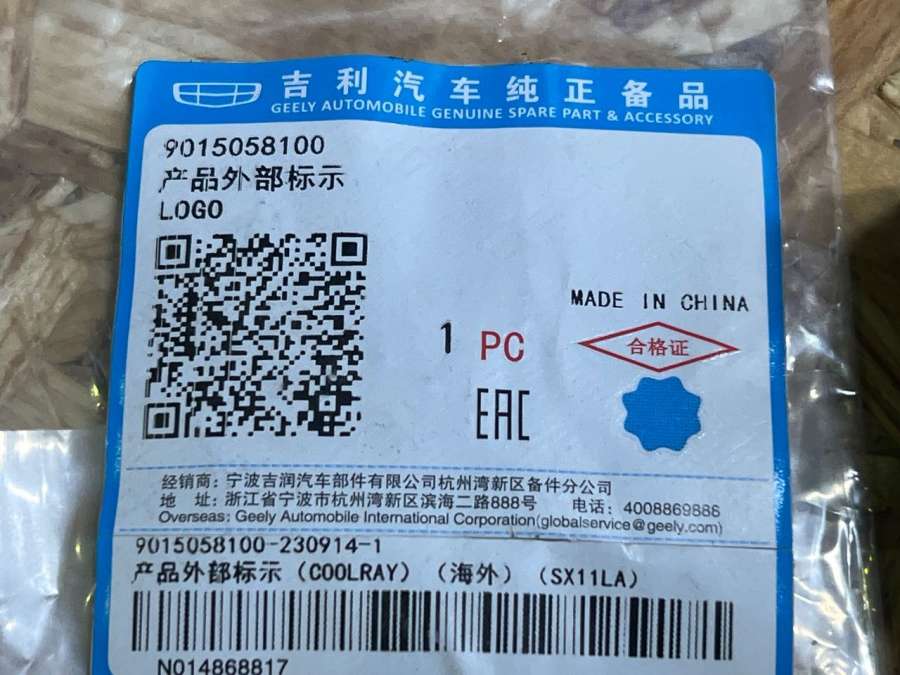 吉利汽车纯正备品
GEELY AUTOMOBILE GENUINE SPARE PART & ACCESSORY
9015058100
产品外部标示
LOGO
MADE IN CHINA
1 PC
合格证
EAC
经销商：宁波吉润汽车部件有限公司杭州湾新区备件分公司
地 址：浙江省宁波市杭州湾新区滨海二路888号 电话：4008869888
Overseas: Geely Automobile International Corporation(globalservice@geely.com)
9015058100-230914-1
产品外部标示（COOLRAY）（海外）（SX11LA）
N014868817